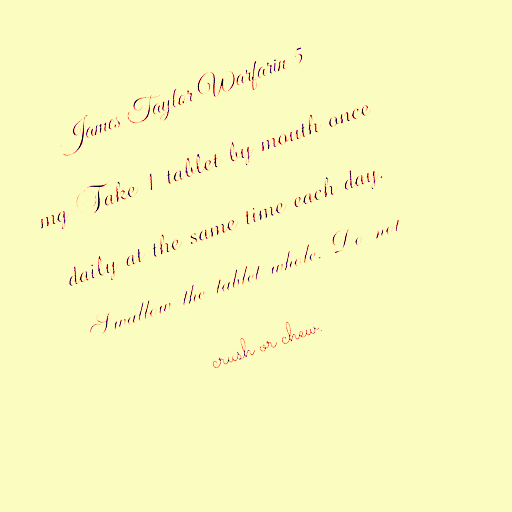 James Taylor Warfarin 5
mg Take 1 tablet by mouth once
daily at the same time each day.
Swallow the tablet whole. Do not
crush or chew.